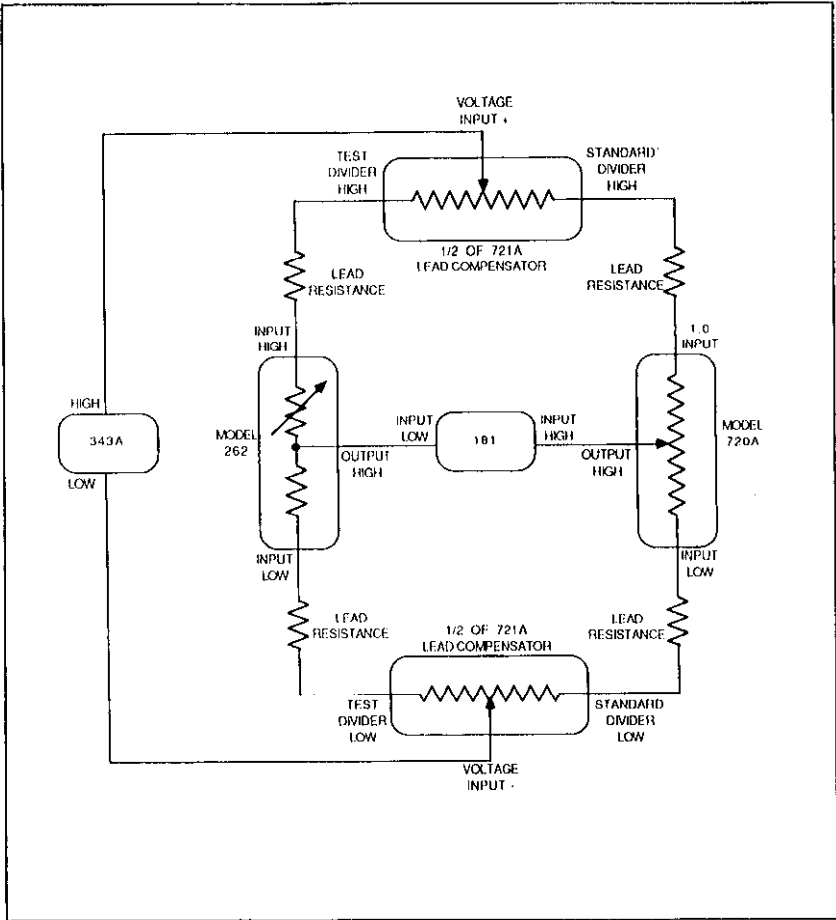 VOLTAGE
INPUT +
TEST
DIVIDER
HIGH
STANDARD
DIVIDER
HIGH
1/2 OF 721A
LEAD COMPENSATOR
LEAD
RESISTANCE
LEAD
RESISTANCE
INPUT
HIGH
1.0
INPUT
HIGH
343A
LOW
MODEL
262
OUTPUT
HIGH
INPUT
LOW
181
INPUT
HIGH
OUTPUT
HIGH
MODEL
720A
INPUT
LOW
INPUT
LOW
LEAD
RESISTANCE
1/2 OF 721A
LEAD COMPENSATOR
LEAD
RESISTANCE
TEST
DIVIDER
LOW
STANDARD
DIVIDER
LOW
VOLTAGE
INPUT -